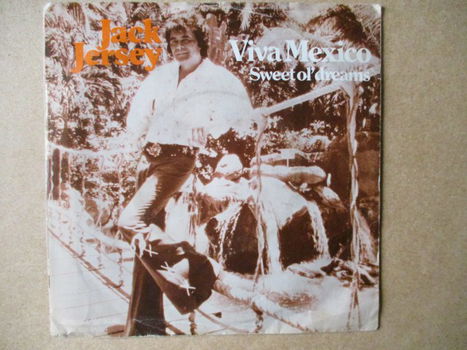 Jack
Jersey
Viva Mexico
Sweet ol' dreams